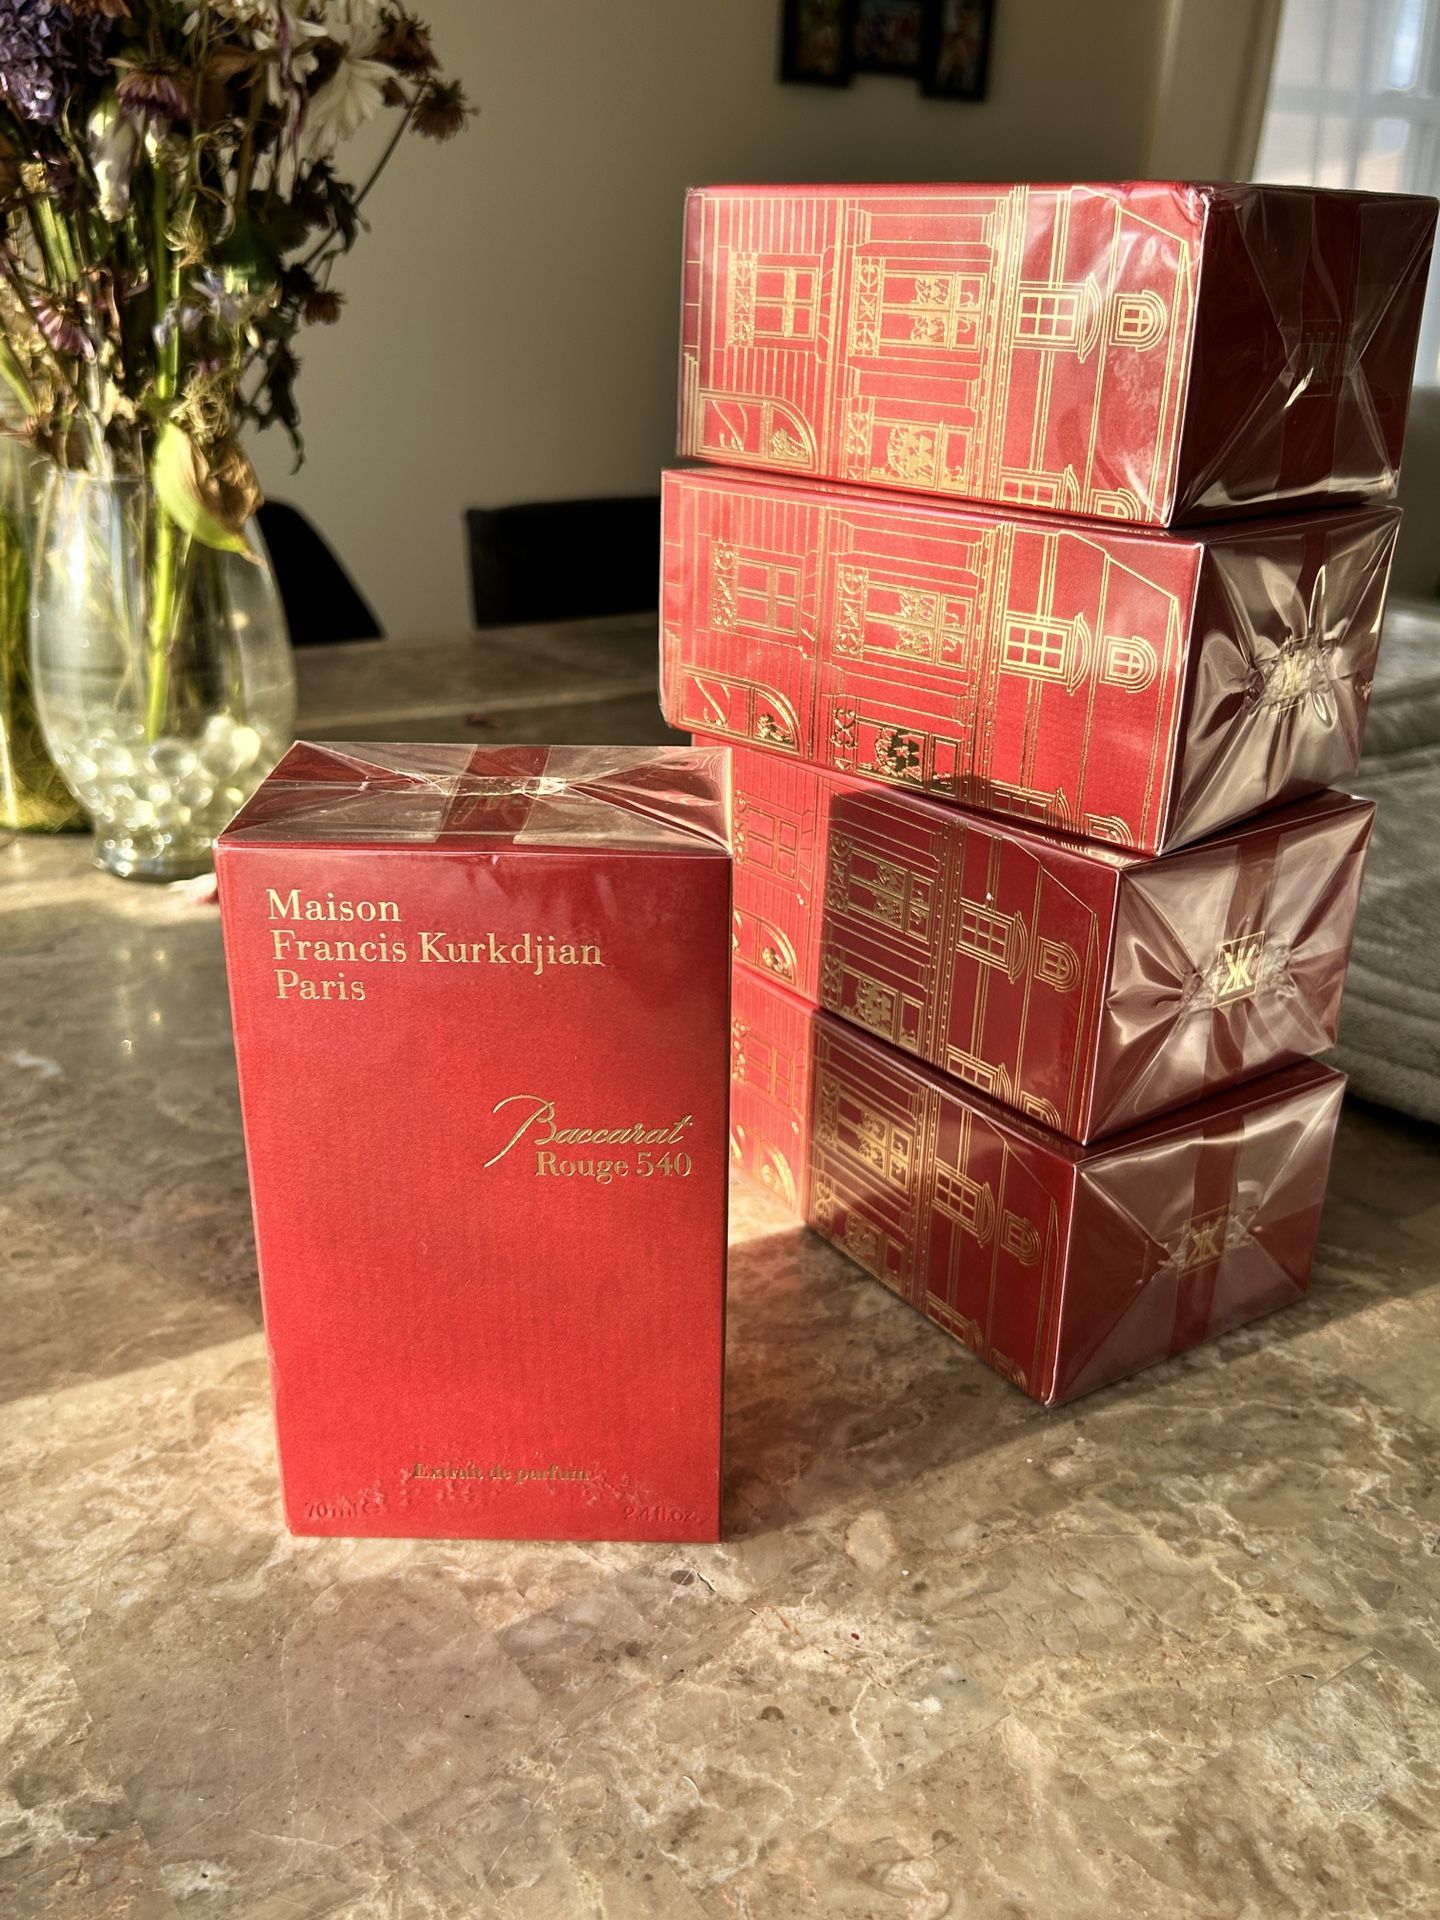 Maison
Francis Kurkdjian
Paris
Baccarat
Rouge 540
Extrait de parfum
70 ml ℮ 2.4 fl.oz.